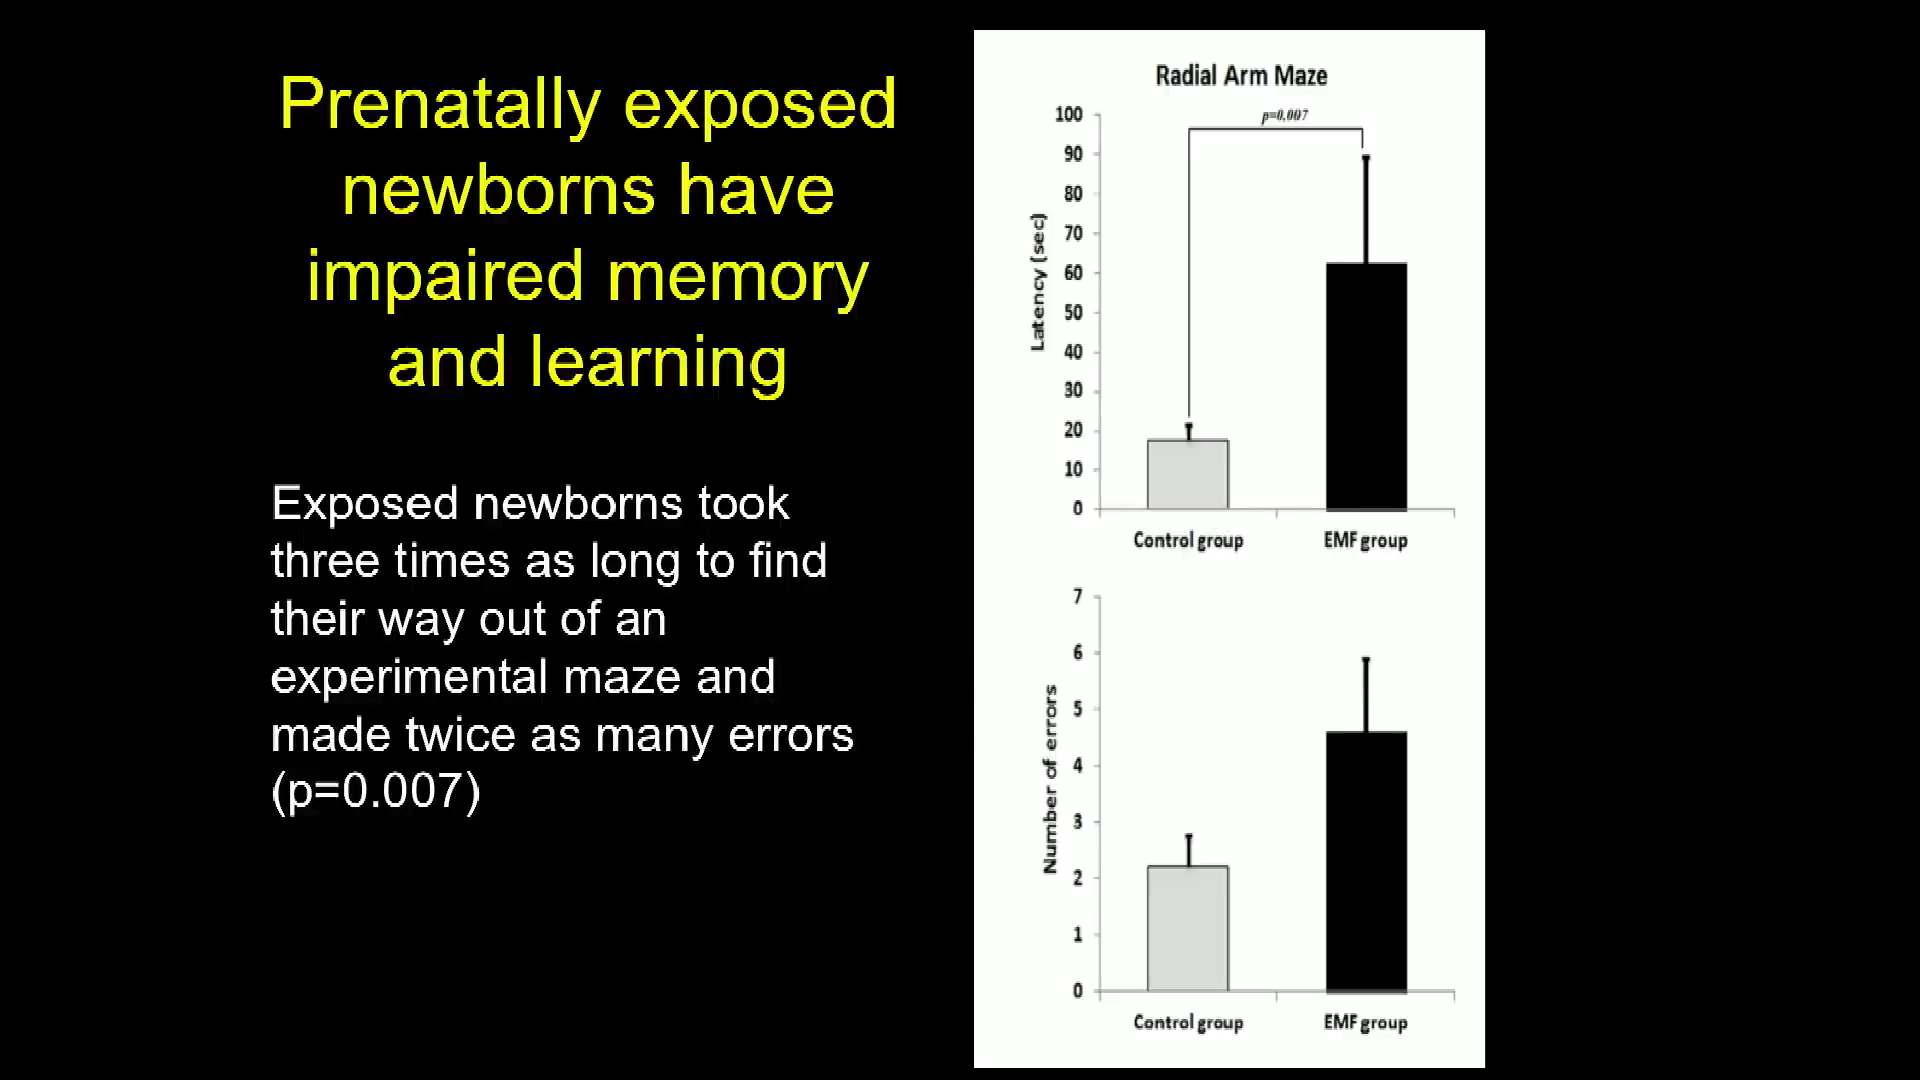 Prenatally exposed
newborns have
impaired memory
and learning
Exposed newborns took
three times as long to find
their way out of an
experimental maze and
made twice as many errors
(p=0.007)
Radial Arm Maze
p=0,007
100
90
80
70
60
50
40
30
20
10
0
Latency (sec)
Control group
EMF group
7
6
5
4
3
2
1
0
Number of errors
Control group
EMF group